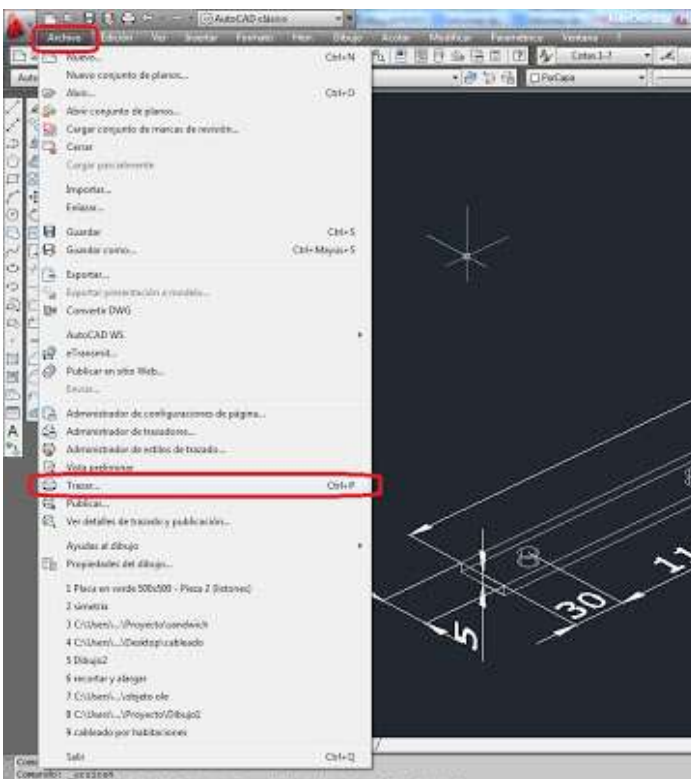 AutoCAD clásico
Archivo Edición Ver Insertar Formato Herr. Dibujo Acotar Modificar Paramétrico Ventana ?
Nuevo... Ctrl+N
Cotas 1-7
Nuevo conjunto de planos...
Auto
PorCapa
Abrir... Ctrl+O
Abrir conjunto de planos...
Cargar conjunto de marcas de revisión...
Cerrar
Cargar parcialmente
Importar...
Enlazar...
Guardar Ctrl+S
Guardar como... Ctrl+Mayús+S
Exportar...
Exportar presentación a modelo...
Convertir DWG
AutoCAD WS
eTransmit...
Publicar en sitio Web...
Enviar...
Administrador de configuraciones de página...
Administrador de trazadores...
Administrador de estilos de trazado...
Vista preliminar
Trazar... Ctrl+P
Publicar...
Ver detalles de trazado y publicación...
Ayudas al dibujo
Propiedades del dibujo...
1 Placa en verde 500x500 - Pieza 2 (listones)
2 simetria
3 C:\Users\...\Proyecto\sandwich
4 C:\Users\...\Desktop\cableado
5 Dibujo2
6 recortar y alargar
7 C:\Users\...\objeto ole
8 C:\Users\...\Proyecto\Dibujo1
9 cableado por habitaciones
Salir Ctrl+Q
5
30
11
A
Com
Comando: